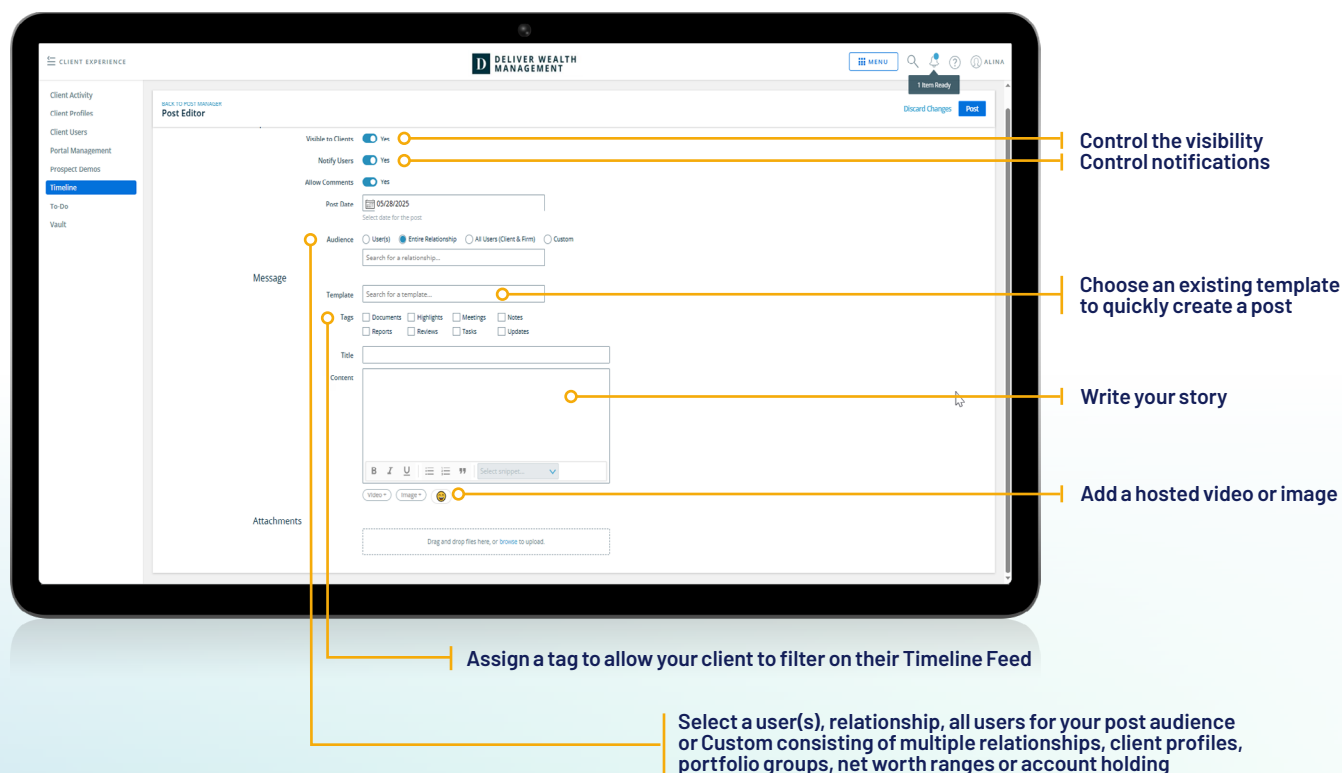 CLIENT EXPERIENCE
D DELIVER WEALTH
MANAGEMENT
MENU
ALINA
1 Item Ready
Client Activity
Client Profiles
Client Users
Portal Management
Prospect Demos
Timeline
To-Do
Vault
BACK TO POST MANAGER
Post Editor
Discard Changes
Post
Visible to Clients Yes
Notify Users Yes
Allow Comments Yes
Post Date 05/28/2025
Select date for the post
Audience User(s) Entire Relationship All Users (Client & Firm) Custom
Search for a relationship...
Message
Template Search for a template...
Tags Documents Highlights Meetings Notes
Reports Reviews Tasks Updates
Title
Content
B I U Select snippet...
Video Image
Attachments
Drag and drop files here, or browse to upload.
Control the visibility
Control notifications
Choose an existing template
to quickly create a post
Write your story
Add a hosted video or image
Assign a tag to allow your client to filter on their Timeline Feed
Select a user(s), relationship, all users for your post audience
or Custom consisting of multiple relationships, client profiles,
portfolio groups, net worth ranges or account holding